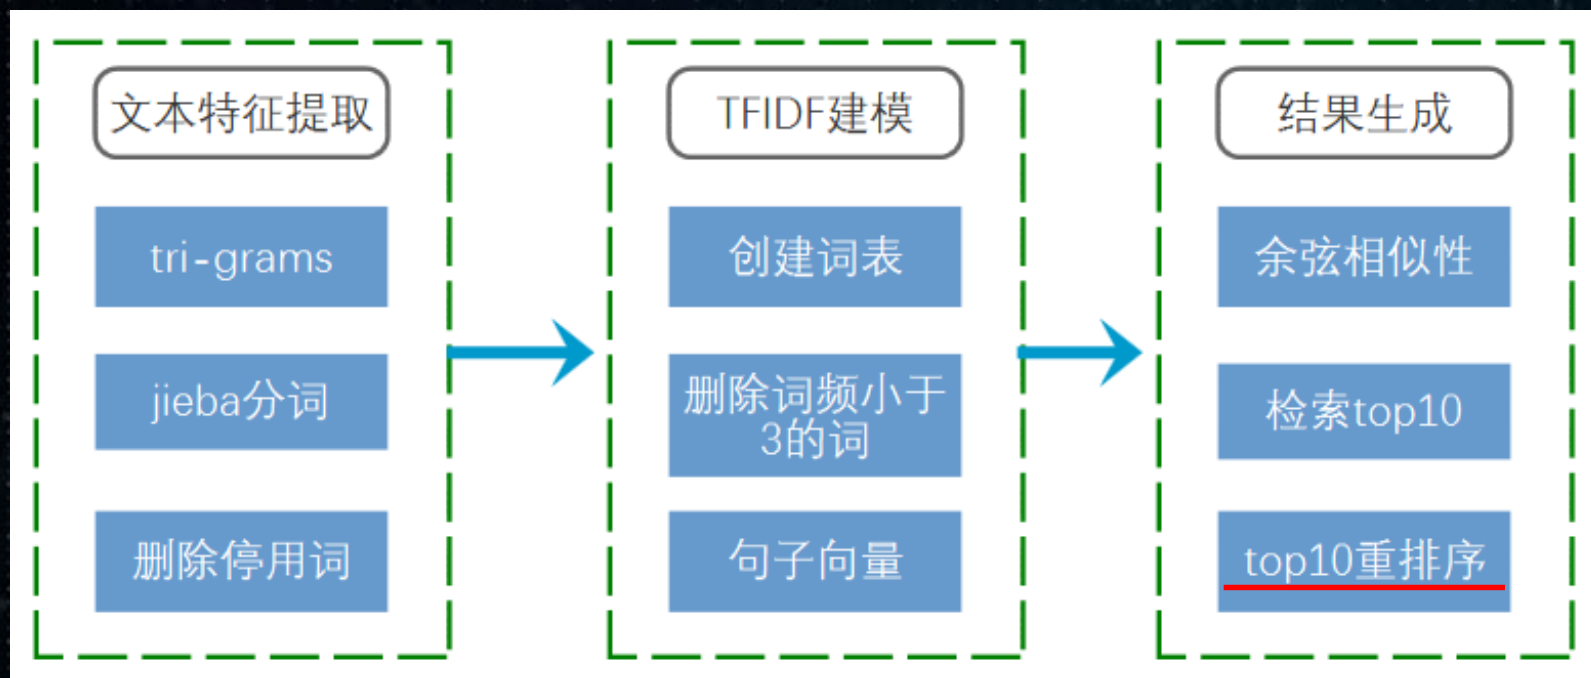 文本特征提取
tri-grams
jieba分词
删除停用词
TFIDF建模
创建词表
删除词频小于
3的词
句子向量
结果生成
余弦相似性
检索top10
top10重排序